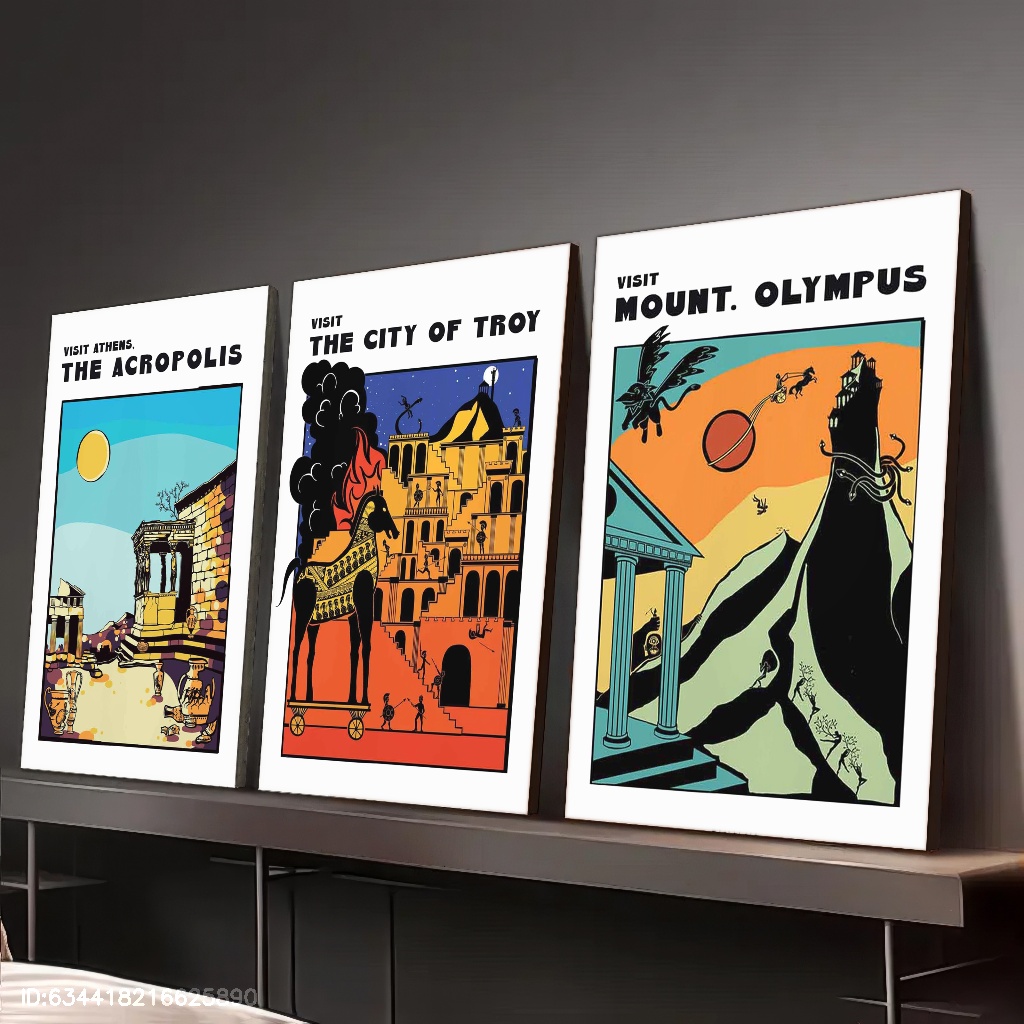 VISIT ATHENS.
THE ACROPOLIS
VISIT
THE CITY OF TROY
VISIT
MOUNT. OLYMPUS
iD:634418216625890